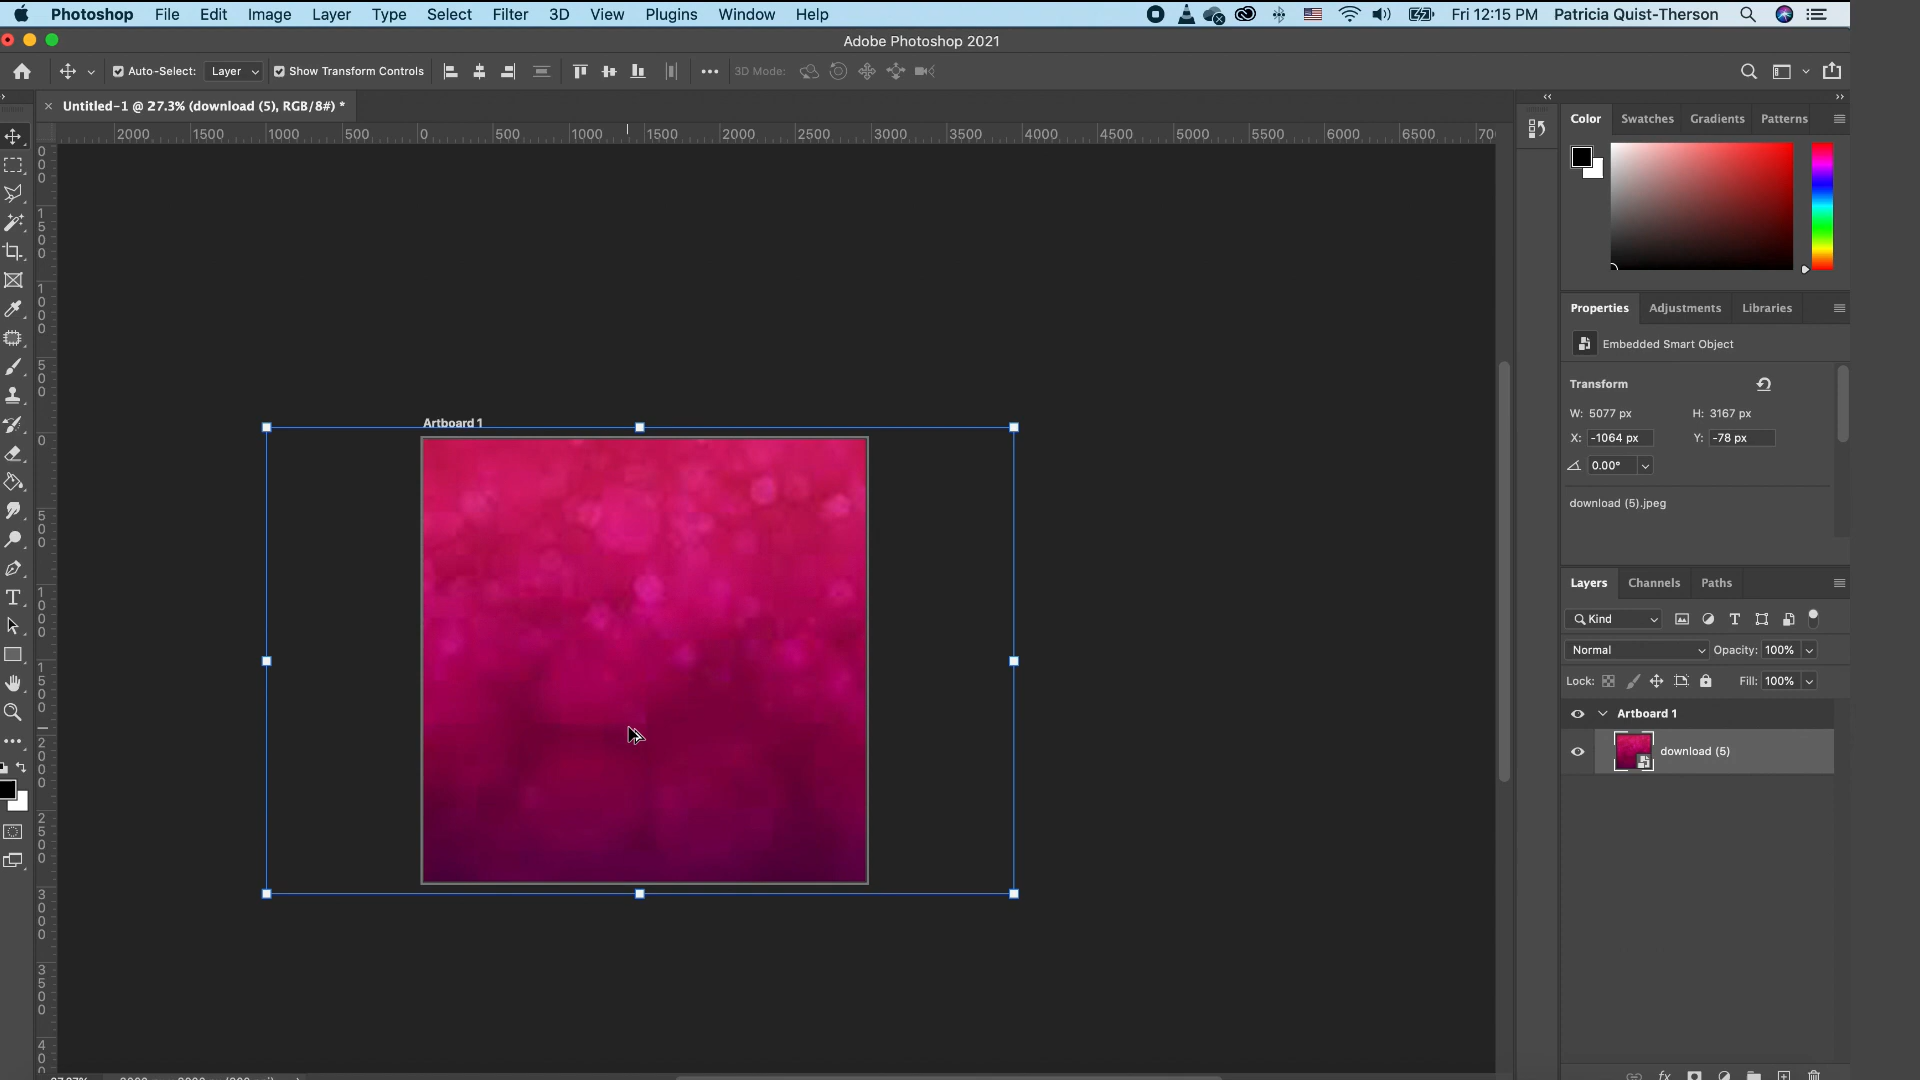 Photoshop File Edit Image Layer Type Select Filter 3D View Plugins Window Help Fri 12:15 PM Patricia Quist-Therson
Adobe Photoshop 2021
Auto-Select: Layer Show Transform Controls 3D Mode:
Untitled-1 @ 27.3% (download (5), RGB/8#) *
2000 1500 1000 500 0 500 1000 1500 2000 2500 3000 3500 4000 4500 5000 5500 6000 6500
Color Swatches Gradients Patterns
Properties Adjustments Libraries
Embedded Smart Object
Transform
W: 5077 px H: 3167 px
X: -1064 px Y: -78 px
0.00°
download (5).jpeg
Artboard 1
Layers Channels Paths
Kind
Normal Opacity: 100%
Lock: Fill: 100%
Artboard 1
download (5)